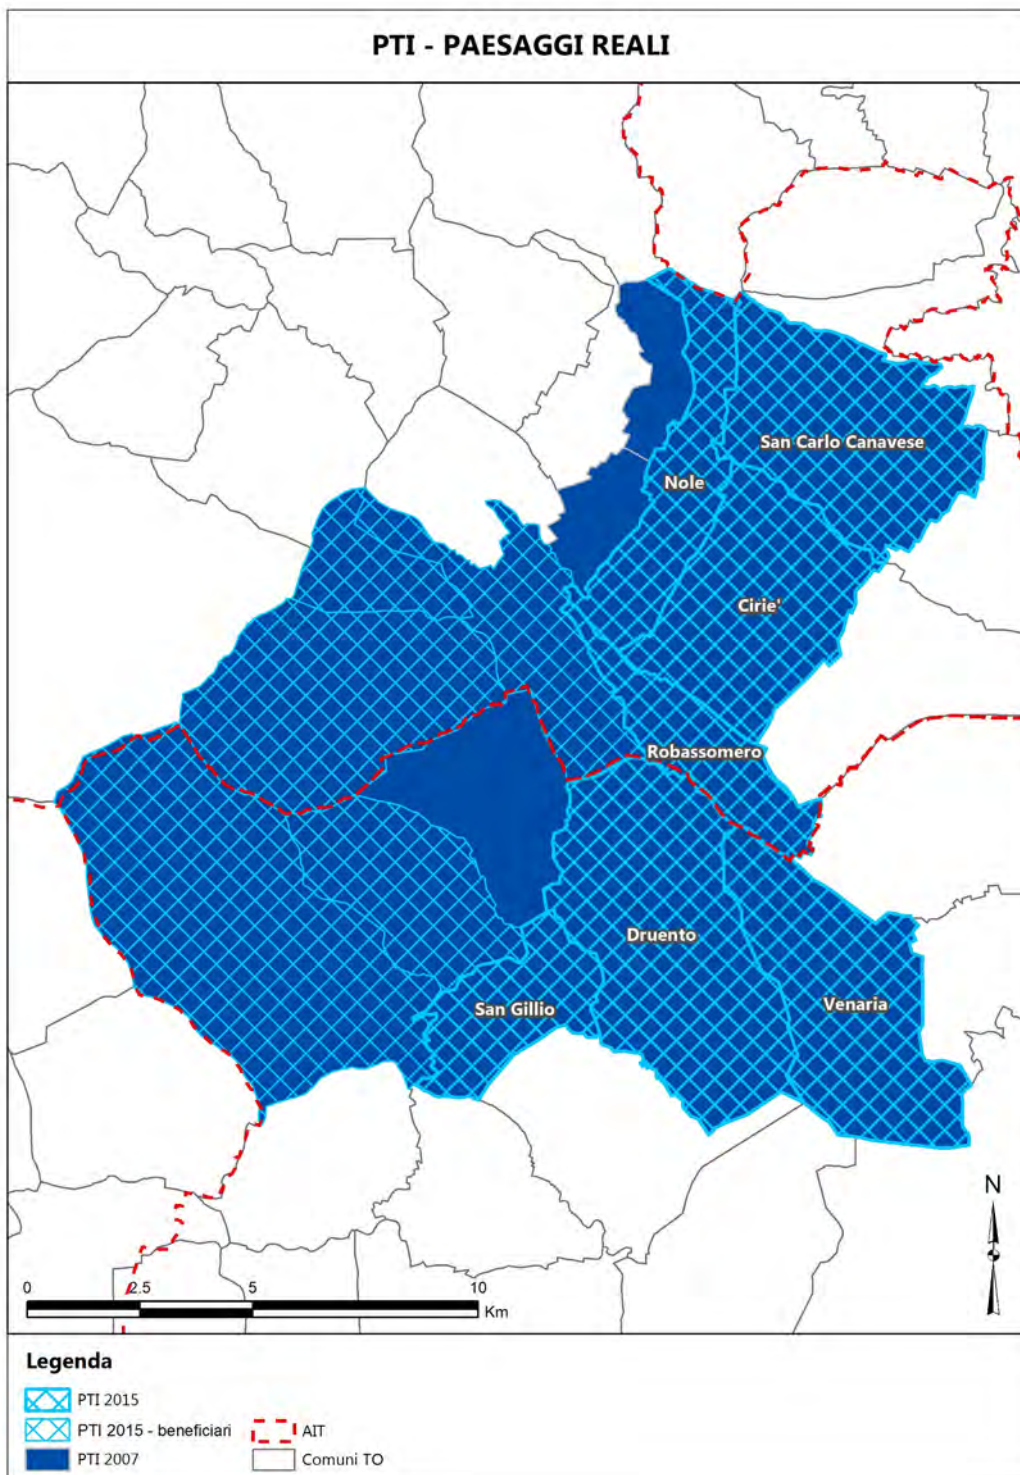 PTI - PAESAGGI REALI
San Carlo Canavese
Nole
Cirie'
Robassomero
Druento
San Gillio
Venaria
N
0 2.5 5 10
Km
Legenda
PTI 2015
PTI 2015 - beneficiari
AIT
PTI 2007
Comuni TO